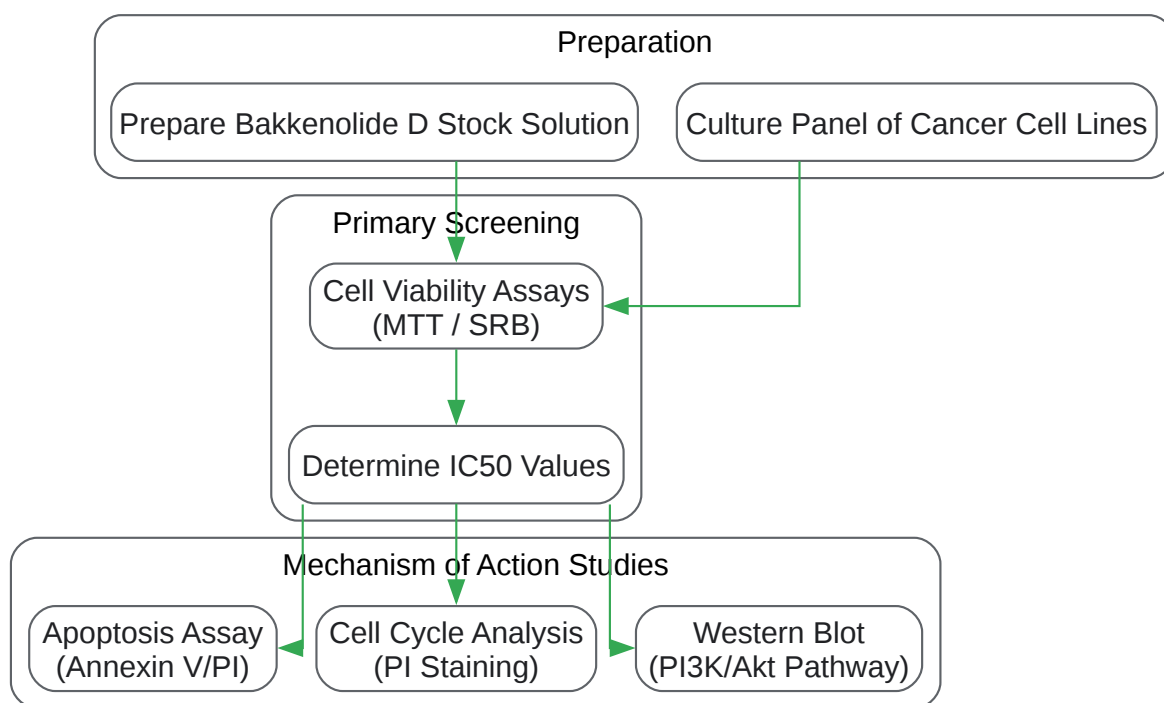 Preparation
Prepare Bakkenolide D Stock Solution
Culture Panel of Cancer Cell Lines
Primary Screening
Cell Viability Assays
(MTT / SRB)
Determine IC50 Values
Mechanism of Action Studies
Apoptosis Assay
(Annexin V/PI)
Cell Cycle Analysis
(PI Staining)
Western Blot
(PI3K/Akt Pathway)